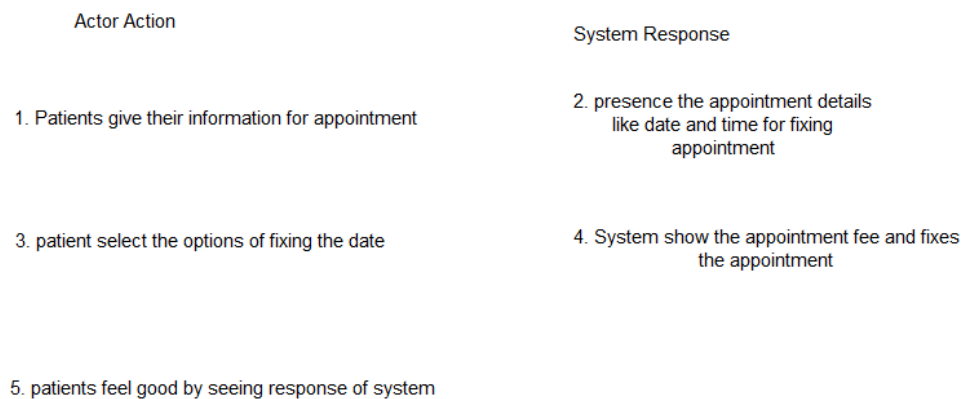 Actor Action
System Response
1. Patients give their information for appointment
2. presence the appointment details
like date and time for fixing
appointment
3. patient select the options of fixing the date
4. System show the appointment fee and fixes
the appointment
5. patients feel good by seeing response of system